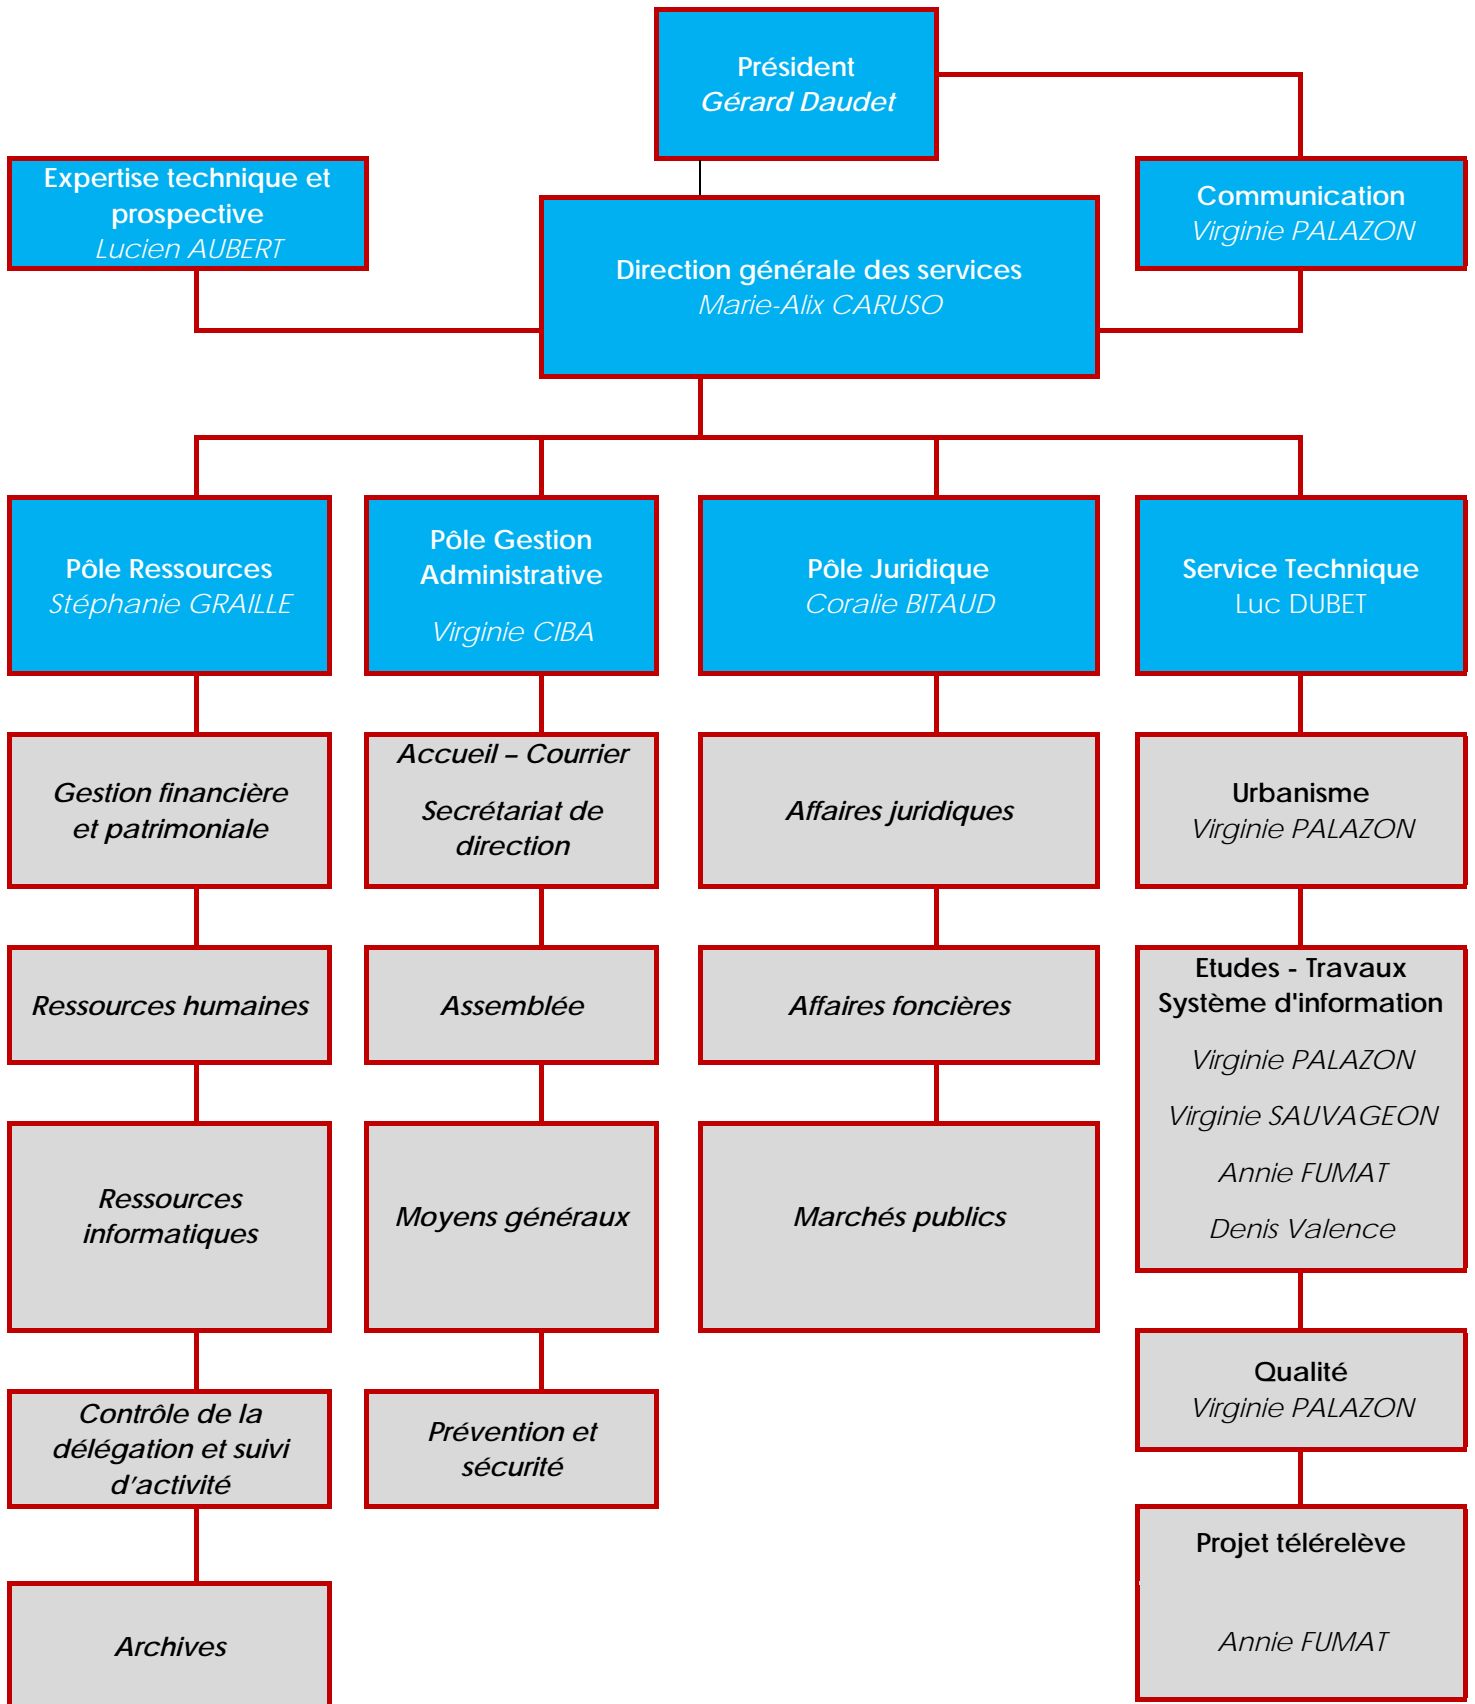 Président
Gérard Daudet
Expertise technique et
prospective
Lucien AUBERT
Communication
Virginie PALAZON
Direction générale des services
Marie-Alix CARUSO
Pôle Ressources
Stéphanie GRAILLE
Pôle Gestion
Administrative
Virginie CIBA
Pôle Juridique
Coralie BITAUD
Service Technique
Luc DUBET
Gestion financière
et patrimoniale
Accueil – Courrier
Secrétariat de
direction
Affaires juridiques
Urbanisme
Virginie PALAZON
Ressources humaines
Assemblée
Affaires foncières
Etudes - Travaux
Système d'information
Virginie PALAZON
Virginie SAUVAGEON
Annie FUMAT
Denis Valence
Ressources
informatiques
Moyens généraux
Marchés publics
Qualité
Virginie PALAZON
Contrôle de la
délégation et suivi
d’activité
Prévention et
sécurité
Projet télérelève
Annie FUMAT
Archives